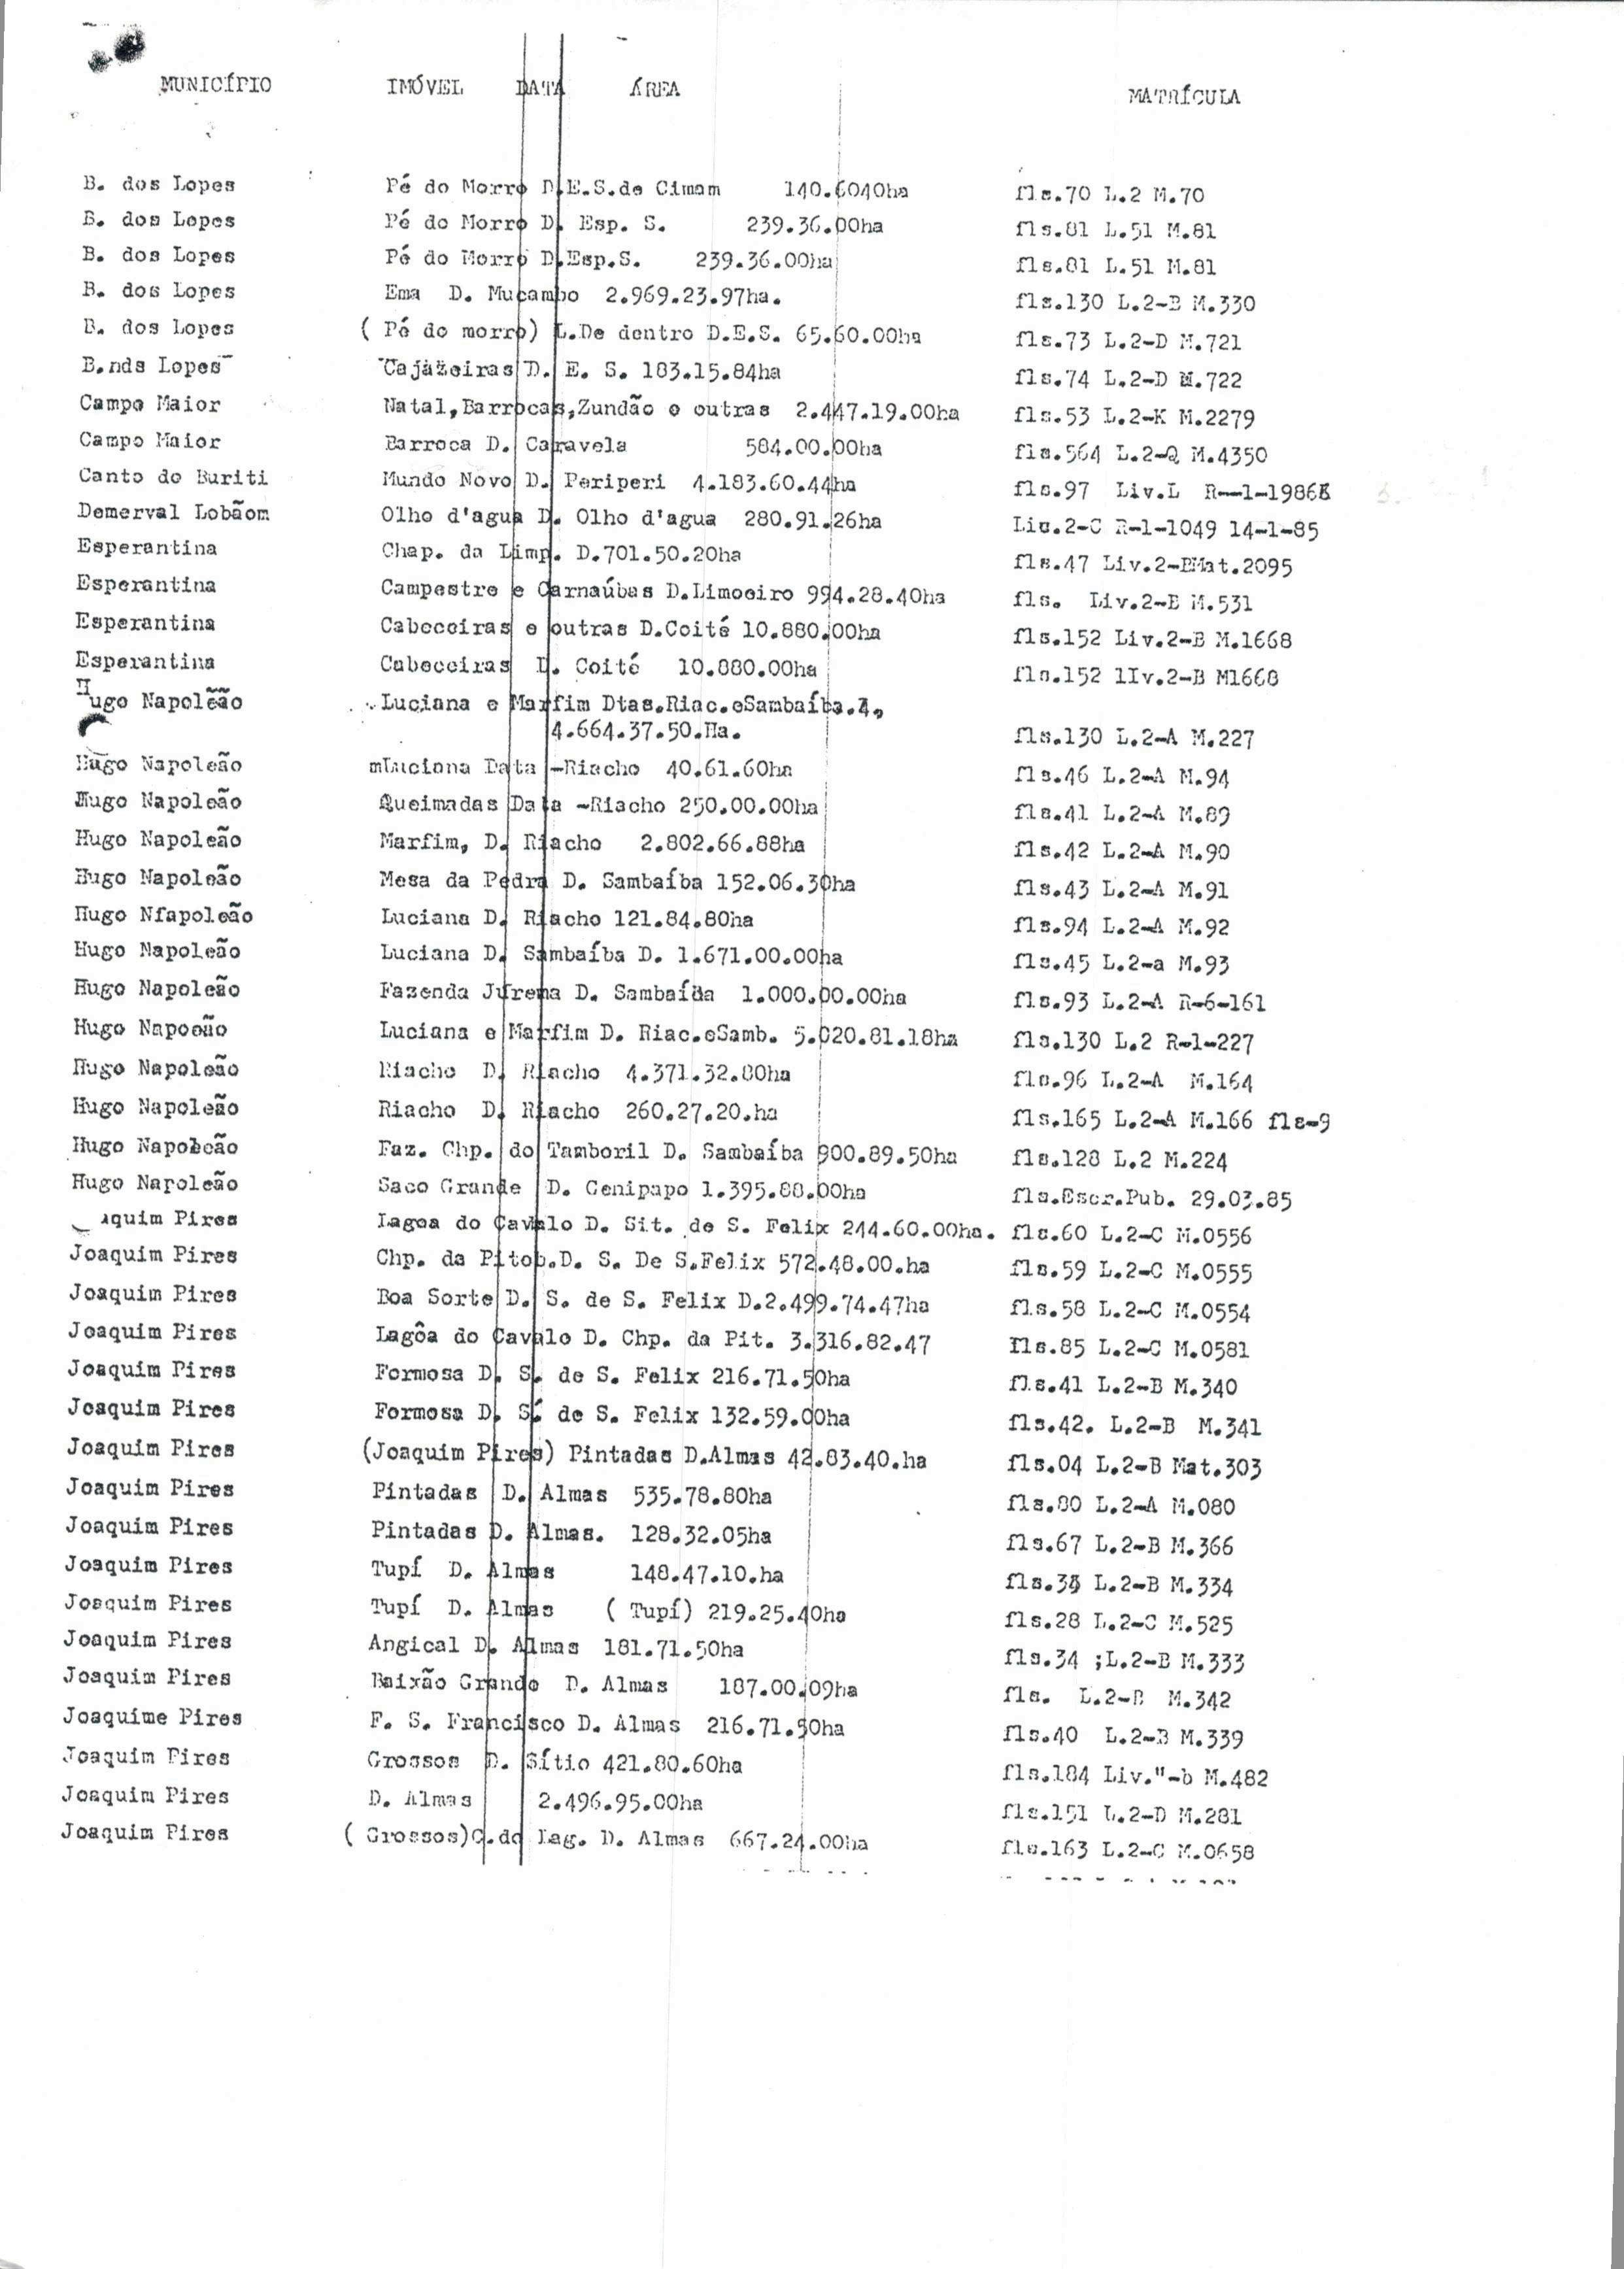 MUNICÍPIO IMÓVEL DATA ÁREA MATRÍCULA
B. dos Lopes Pé do Morro D.E.S.de Cimam 140.6040ha fls.70 L.2 M.70
B. dos Lopes Pé do Morro D. Esp. S. 239.36.00ha fls.81 L.51 M.81
B. dos Lopes Pé do Morro D.Esp.S. 239.36.00ha fls.81 L.51 M.81
B. dos Lopes Ema D. Mucambo 2.969.23.97ha. fls.130 L.2-B M.330
B. dos Lopes ( Pé do morro) L.De dentro D.E.S. 65.60.00ha fls.73 L.2-D M.721
B.nds Lopes Cajazeiras D. E. S. 183.15.84ha fls.74 L.2-D M.722
Campo Maior Natal,Barrocas,Zundão e outras 2.447.19.00ha fls.53 L.2-K M.2279
Campo Maior Barroca D. Caravela 584.00.00ha fls.564 L.2-Q M.4350
Canto do Buriti Mundo Novo D. Periperi 4.183.60.44ha fls.97 Liv.L R--1-1986
Demerval Lobãom Olho d'agua D. Olho d'agua 280.91.26ha Lic.2-C R-1-1049 14-1-85
Esperantina Chap. da Limp. D.701.50.20ha fls.47 Liv.2-EMat.2095
Esperantina Campestre e Carnaúbas D.Limoeiro 994.28.40ha fls. Liv.2-E M.531
Esperantina Cabeceiras e outras D.Coité 10.880.00ha fls.152 Liv.2-B M.1668
Esperantina Cabeceiras D. Coité 10.880.00ha fls.152 lIv.2-B M1668
Hugo Napolẽão Luciana e Marfim Dtas.Riac.eSambaíba.4,
4.664.37.50.Ha. fls.130 L.2-A M.227
Hugo Napoleão mLuciana Data -Riacho 40.61.60ha fls.46 L.2-A M.94
Hugo Napoleão Queimadas Data -Riacho 250.00.00ha fls.41 L.2-A M.89
Hugo Napoleão Marfim, D. Riacho 2.802.66.88ha fls.42 L.2-A M.90
Hugo Napoleão Mesa da Pedra D. Sambaíba 152.06.30ha fls.43 L.2-A M.91
Hugo Nfapoleão Luciana D. Riacho 121.84.80ha fls.94 L.2-A M.92
Hugo Napoleão Luciana D. Sambaíba D. 1.671.00.00ha fls.45 L.2-a M.93
Hugo Napoleão Fazenda Jurema D. Sambaíba 1.000.00.00ha fls.93 L.2-A R-6-161
Hugo Napoeão Luciana e Marfim D. Riac.eSamb. 5.020.81.18ha fls.130 L.2 R-1-227
Hugo Napoleão Riacho D. Riacho 4.371.32.00ha fls.96 L.2-A M.164
Hugo Napoleão Riacho D. Riacho 260.27.20.ha fls.165 L.2-A M.166 fls-9
Hugo Napoleão Faz. Chp. do Tamboril D. Sambaíba 900.89.50ha fls.128 L.2 M.224
Hugo Napoleão Saco Grande D. Genipapo 1.395.88.00ha fls.Escr.Pub. 29.03.85
aquim Pires Lagoa do Cavalo D. Sit. de S. Felix 244.60.00ha. fls.60 L.2-C M.0556
Joaquim Pires Chp. da Pitob.D. S. De S.Felix 572.48.00.ha fls.59 L.2-C M.0555
Joaquim Pires Boa Sorte D. S. de S. Felix D.2.499.74.47ha fls.58 L.2-C M.0554
Joaquim Pires Lagôa do Cavalo D. Chp. da Pit. 3.316.82.47 fls.85 L.2-C M.0581
Joaquim Pires Formosa D. S. de S. Felix 216.71.50ha fls.41 L.2-B M.340
Joaquim Pires Formosa D. S. de S. Felix 132.59.00ha fls.42. L.2-B M.341
Joaquim Pires (Joaquim Pires) Pintadas D.Almas 42.83.40.ha fls.04 L.2-B Mat.303
Joaquim Pires Pintadas D. Almas 535.78.80ha fls.80 L.2-A M.080
Joaquim Pires Pintadas D. Almas. 128.32.05ha fls.67 L.2-B M.366
Joaquim Pires Tupí D. Almas 148.47.10.ha fls.35 L.2-B M.334
Joaquim Pires Tupí D. Almas ( Tupí) 219.25.40ha fls.28 L.2-C M.525
Joaquim Pires Angical D. Almas 181.71.50ha fls.34 ;L.2-B M.333
Joaquim Pires Baixão Grande D. Almas 187.00.09ha fls. L.2-B M.342
Joaquime Pires F. S. Francisco D. Almas 216.71.50ha fls.40 L.2-B M.339
Joaquim Pires Grossos D. Sítio 421.80.60ha fls.184 Liv."-b M.482
Joaquim Pires D. Almas 2.496.95.00ha fls.151 L.2-D M.281
Joaquim Pires ( Grossos)C.do Lag. D. Almas 667.24.00ha fls.163 L.2-C M.0658